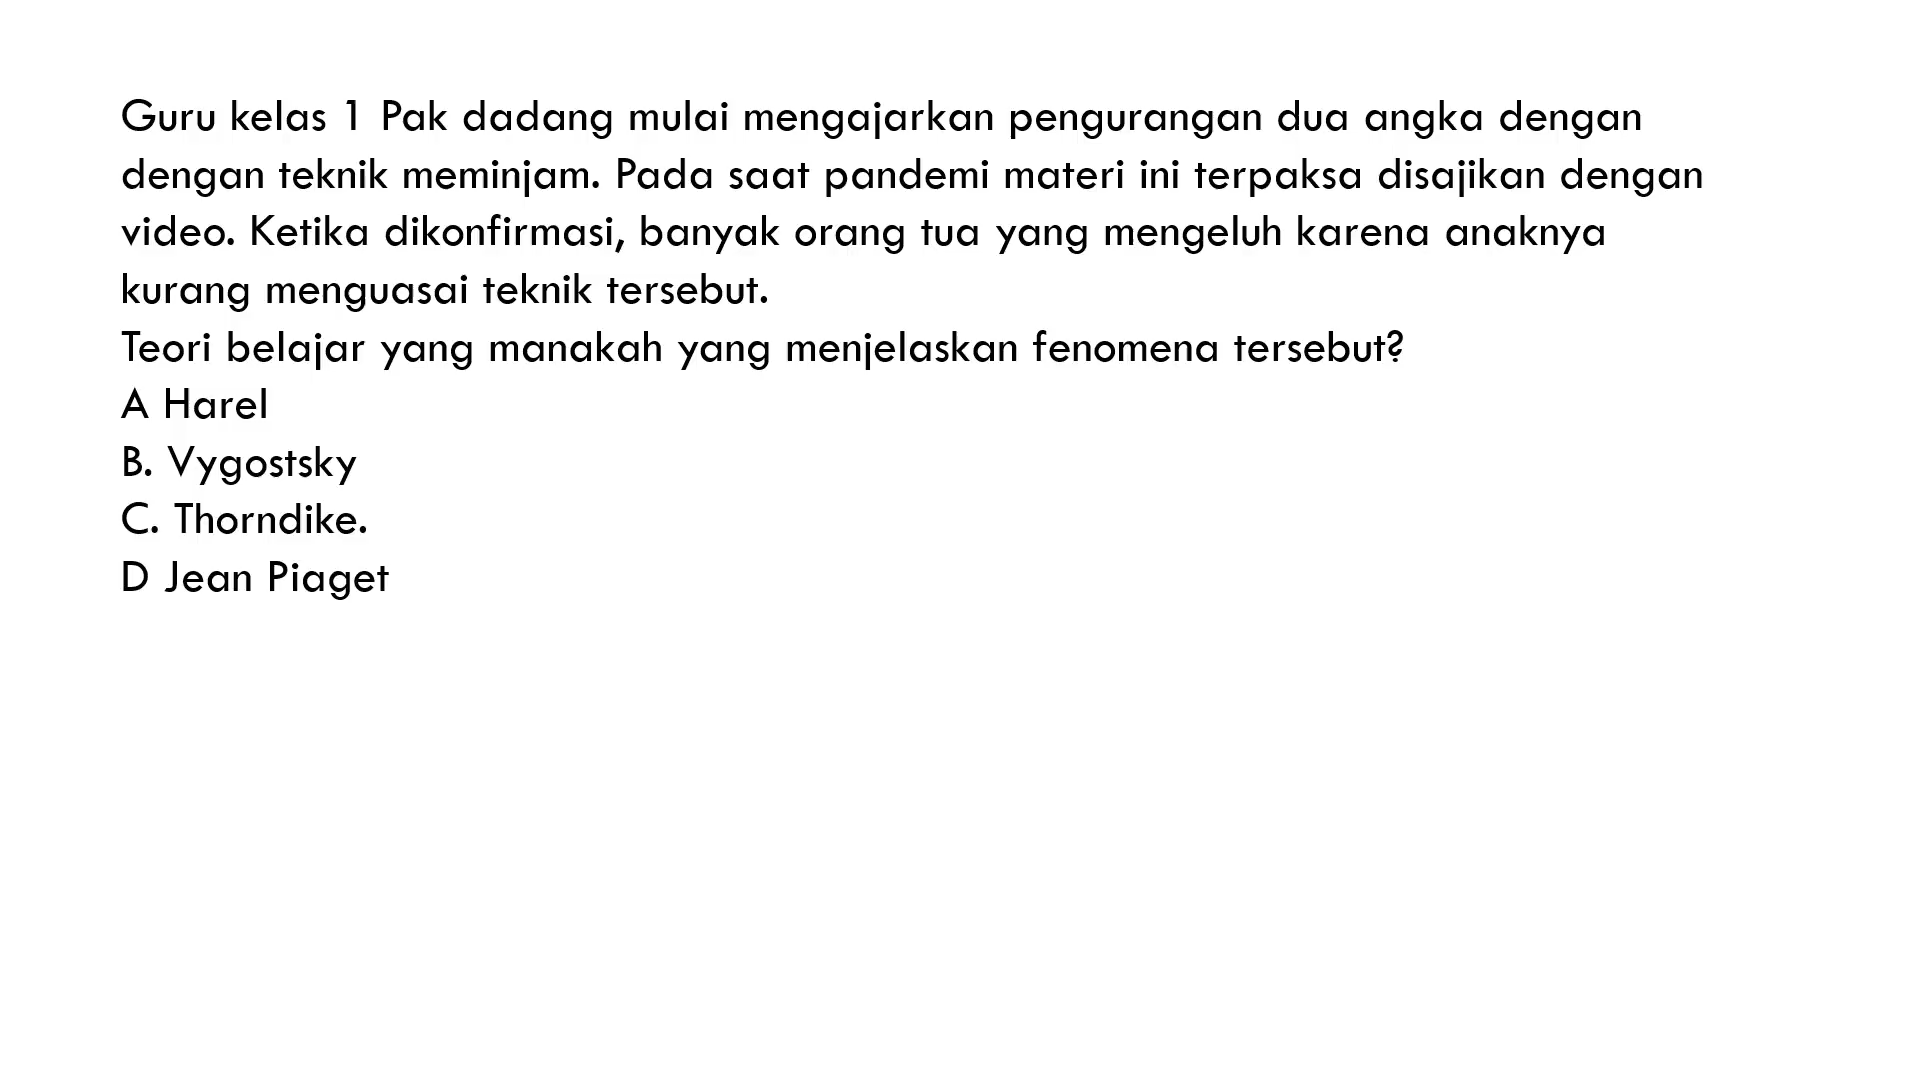 Guru kelas 1 Pak dadang mulai mengajarkan pengurangan dua angka dengan
dengan teknik meminjam. Pada saat pandemi materi ini terpaksa disajikan dengan
video. Ketika dikonfirmasi, banyak orang tua yang mengeluh karena anaknya
kurang menguasai teknik tersebut.
Teori belajar yang manakah yang menjelaskan fenomena tersebut?
A Harel
B. Vygostsky
C. Thorndike.
D Jean Piaget